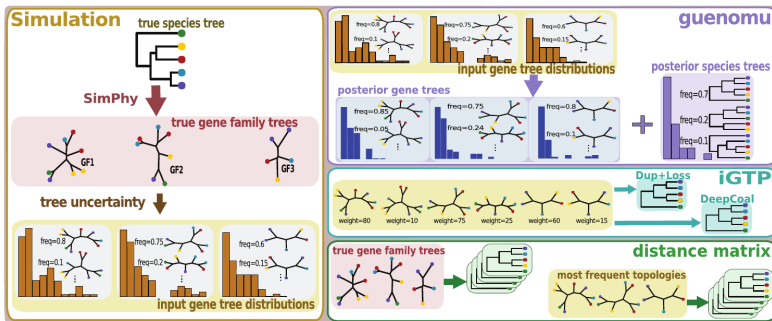 Simulation
true species tree
SimPhy
true gene family trees
GF1
GF2
GF3
tree uncertainty
freq=0.8
freq=0.1
freq=0.75
freq=0.2
freq=0.6
freq=0.15
input gene tree distributions
guenomu
freq=0.8
freq=0.1
freq=0.75
freq=0.2
freq=0.6
freq=0.15
input gene tree distributions
posterior gene trees
freq=0.85
freq=0.05
freq=0.75
freq=0.24
freq=0.8
freq=0.1
+
posterior species trees
freq=0.7
freq=0.2
freq=0.1
iGTP
weight=80
weight=10
weight=75
weight=25
weight=60
weight=15
Dup+Loss
DeepCoal
distance matrix
true gene family trees
most frequent topologies